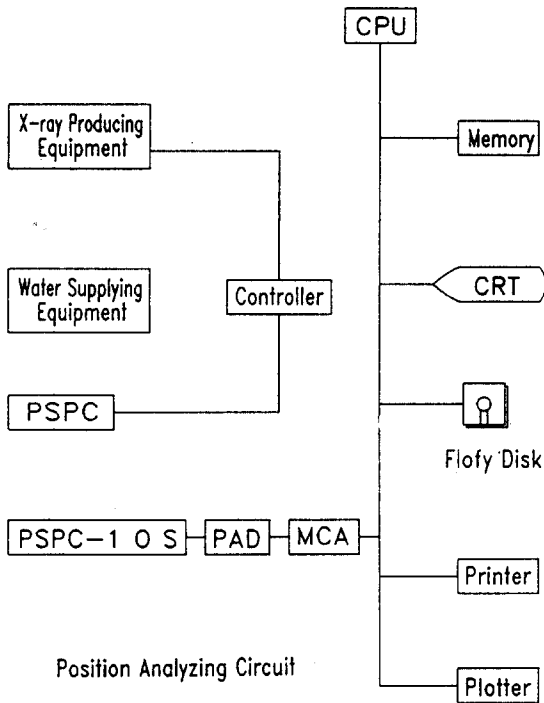 CPU
X-ray Producing
Equipment
Memory
Water Supplying
Equipment
Controller
CRT
PSPC
Flofy Disk
PSPC-1 0 S
PAD
MCA
Printer
Position Analyzing Circuit
Plotter